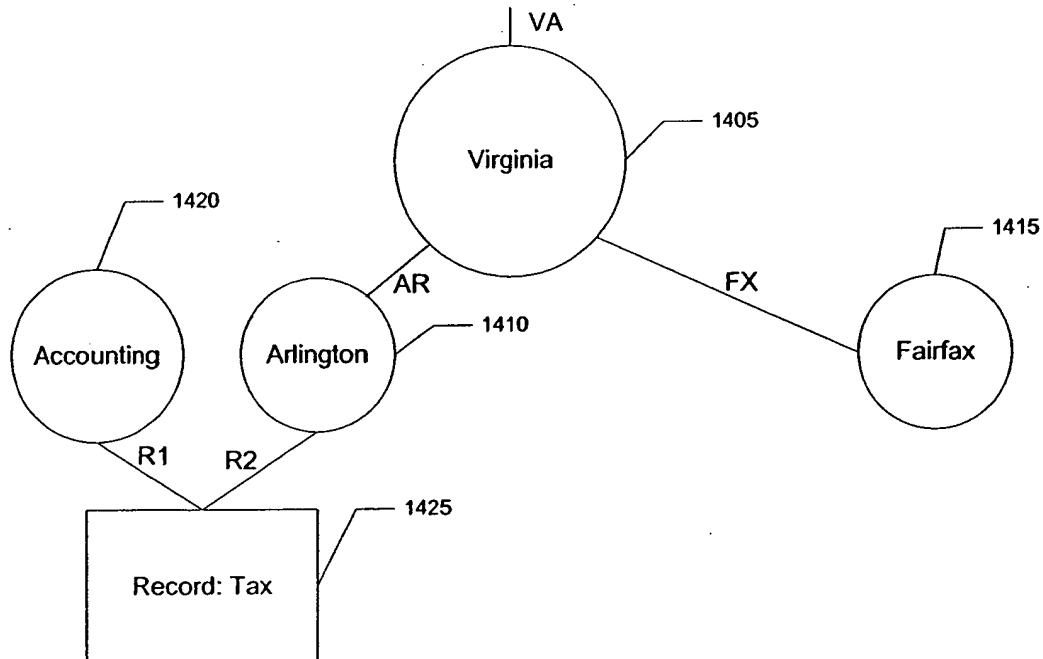 VA
1405
Virginia
1420
1415
AR
FX
1410
Accounting
Arlington
Fairfax
R1
R2
1425
Record: Tax